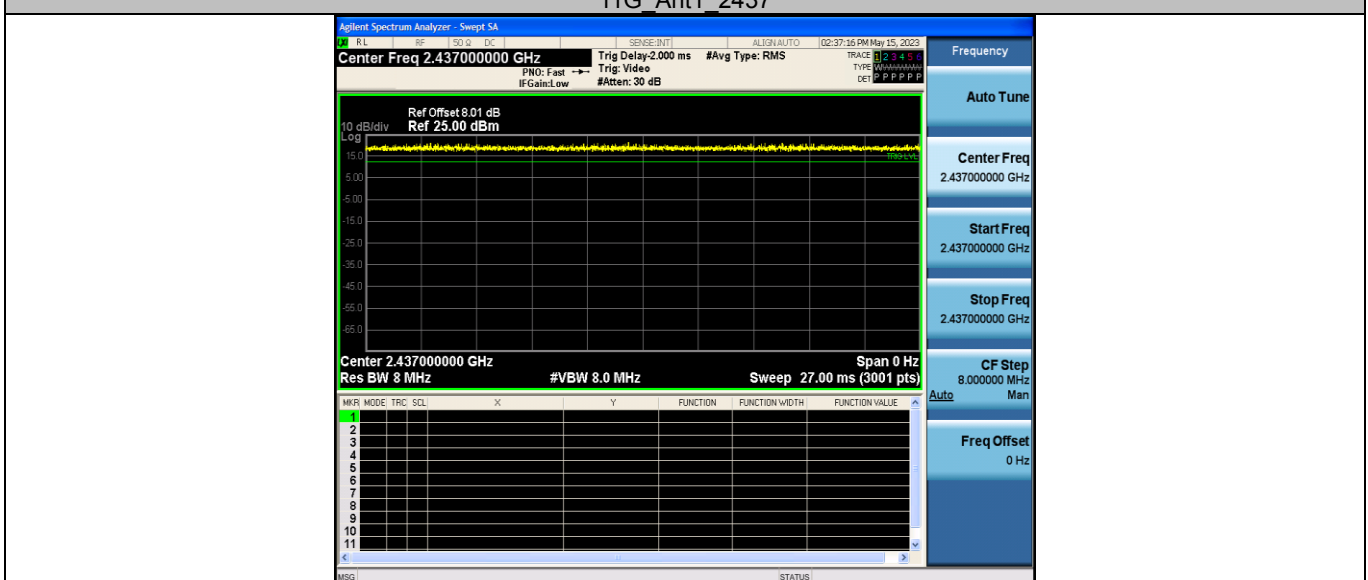 11G_Ant1_2437
Agilent Spectrum Analyzer - Swept SA
RL RF 50 Ω DC SENSE:INT ALIGN AUTO 02:37:16 PM May 15, 2023
Center Freq 2.437000000 GHz
PNO: Fast
IFGain:Low
Trig Delay-2.000 ms
Trig: Video
#Atten: 30 dB
#Avg Type: RMS
TRACE 1 2 3 4 5 6
TYPE
DET P P P P P P
Ref Offset 8.01 dB
10 dB/div Ref 25.00 dBm
Log
15.0
TRIG LVL
5.00
-5.00
-15.0
-25.0
-35.0
-45.0
-55.0
-65.0
Center 2.437000000 GHz Span 0 Hz
Res BW 8 MHz #VBW 8.0 MHz Sweep 27.00 ms (3001 pts)
MKR MODE TRC SCL X Y FUNCTION FUNCTION WIDTH FUNCTION VALUE
1
2
3
4
5
6
7
8
9
10
11
MSG STATUS
Frequency
Auto Tune
Center Freq
2.437000000 GHz
Start Freq
2.437000000 GHz
Stop Freq
2.437000000 GHz
CF Step
8.000000 MHz
Auto Man
Freq Offset
0 Hz